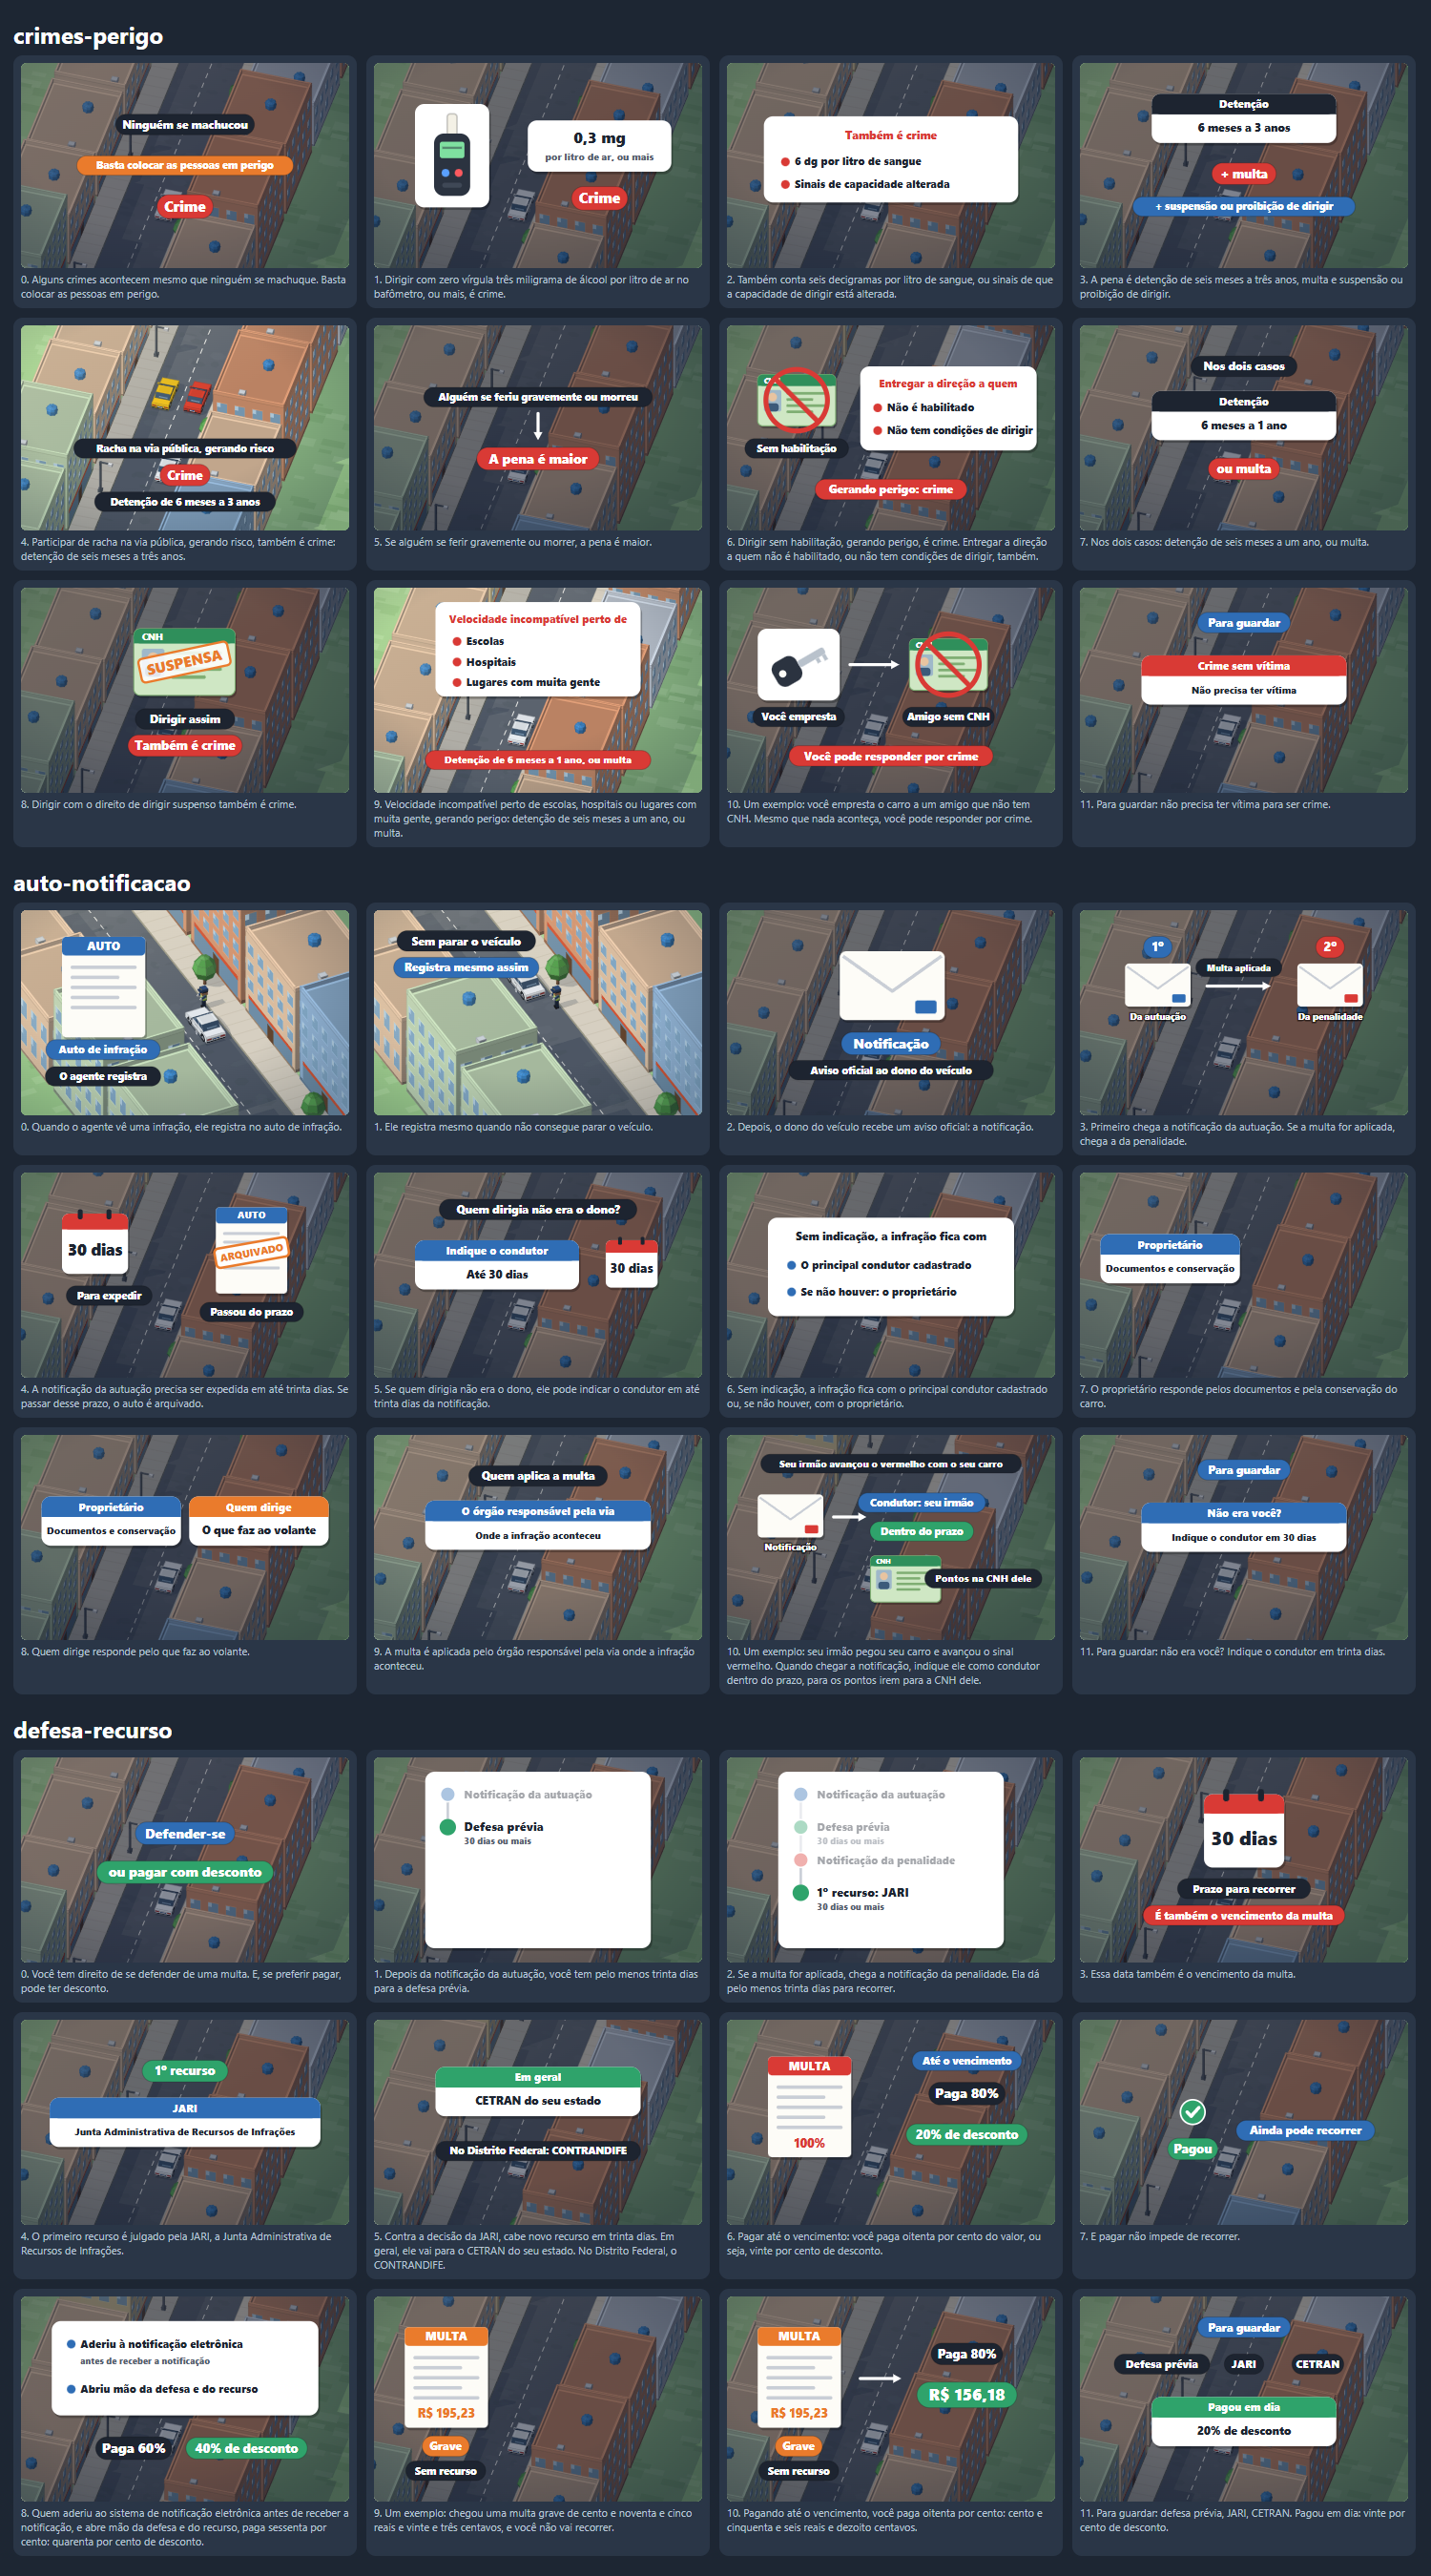 crimes-perigo
Ninguém se machucou
Basta colocar as pessoas em perigo
Crime
0. Alguns crimes acontecem mesmo que ninguém se machuque. Basta
colocar as pessoas em perigo.
0,3 mg
por litro de ar, ou mais
Crime
1. Dirigir com zero vírgula três miligrama de álcool por litro de ar no
bafômetro, ou mais, é crime.
Também é crime
6 dg por litro de sangue
Sinais de capacidade alterada
2. Também conta seis decigramas por litro de sangue, ou sinais de que
a capacidade de dirigir está alterada.
Detenção
6 meses a 3 anos
+ multa
+ suspensão ou proibição de dirigir
3. A pena é detenção de seis meses a três anos, multa e suspensão ou
proibição de dirigir.
Racha na via pública, gerando risco
Crime
Detenção de 6 meses a 3 anos
4. Participar de racha na via pública, gerando risco, também é crime:
detenção de seis meses a três anos.
Alguém se feriu gravemente ou morreu
A pena é maior
5. Se alguém se ferir gravemente ou morrer, a pena é maior.
Sem habilitação
Entregar a direção a quem
Não é habilitado
Não tem condições de dirigir
Gerando perigo: crime
6. Dirigir sem habilitação, gerando perigo, é crime. Entregar a direção
a quem não é habilitado, ou não tem condições de dirigir, também.
Nos dois casos
Detenção
6 meses a 1 ano
ou multa
7. Nos dois casos: detenção de seis meses a um ano, ou multa.
CNH
SUSPENSA
Dirigir assim
Também é crime
8. Dirigir com o direito de dirigir suspenso também é crime.
Velocidade incompatível perto de
Escolas
Hospitais
Lugares com muita gente
Detenção de 6 meses a 1 ano, ou multa
9. Velocidade incompatível perto de escolas, hospitais ou lugares com
muita gente, gerando perigo: detenção de seis meses a um ano, ou
multa.
Você empresta
Amigo sem CNH
Você pode responder por crime
10. Um exemplo: você empresta o carro a um amigo que não tem
CNH. Mesmo que nada aconteça, você pode responder por crime.
Para guardar
Crime sem vítima
Não precisa ter vítima
11. Para guardar: não precisa ter vítima para ser crime.
auto-notificacao
AUTO
Auto de infração
O agente registra
0. Quando o agente vê uma infração, ele registra no auto de infração.
Sem parar o veículo
Registra mesmo assim
1. Ele registra mesmo quando não consegue parar o veículo.
Notificação
Aviso oficial ao dono do veículo
2. Depois, o dono do veículo recebe um aviso oficial: a notificação.
1º
Da autuação
Multa aplicada
2º
Da penalidade
3. Primeiro chega a notificação da autuação. Se a multa for aplicada,
chega a da penalidade.
30 dias
Para expedir
AUTO
ARQUIVADO
Passou do prazo
4. A notificação da autuação precisa ser expedida em até trinta dias. Se
passar desse prazo, o auto é arquivado.
Quem dirigia não era o dono?
Indique o condutor
Até 30 dias
30 dias
5. Se quem dirigia não era o dono, ele pode indicar o condutor em até
trinta dias da notificação.
Sem indicação, a infração fica com
O principal condutor cadastrado
Se não houver: o proprietário
6. Sem indicação, a infração fica com o principal condutor cadastrado
ou, se não houver, com o proprietário.
Proprietário
Documentos e conservação
7. O proprietário responde pelos documentos e pela conservação do
carro.
Proprietário
Documentos e conservação
Quem dirige
O que faz ao volante
8. Quem dirige responde pelo que faz ao volante.
Quem aplica a multa
O órgão responsável pela via
Onde a infração aconteceu
9. A multa é aplicada pelo órgão responsável pela via onde a infração
aconteceu.
Seu irmão avançou o vermelho com o seu carro
Notificação
Condutor: seu irmão
Dentro do prazo
CNH
Pontos na CNH dele
10. Um exemplo: seu irmão pegou seu carro e avançou o sinal
vermelho. Quando chegar a notificação, indique ele como condutor
dentro do prazo, para os pontos irem para a CNH dele.
Para guardar
Não era você?
Indique o condutor em 30 dias
11. Para guardar: não era você? Indique o condutor em trinta dias.
defesa-recurso
Defender-se
ou pagar com desconto
0. Você tem direito de se defender de uma multa. E, se preferir pagar,
pode ter desconto.
Notificação da autuação
Defesa prévia
30 dias ou mais
1. Depois da notificação da autuação, você tem pelo menos trinta dias
para a defesa prévia.
Notificação da autuação
Defesa prévia
30 dias ou mais
Notificação da penalidade
1º recurso: JARI
30 dias ou mais
2. Se a multa for aplicada, chega a notificação da penalidade. Ela dá
pelo menos trinta dias para recorrer.
30 dias
Prazo para recorrer
É também o vencimento da multa
3. Essa data também é o vencimento da multa.
1º recurso
JARI
Junta Administrativa de Recursos de Infrações
4. O primeiro recurso é julgado pela JARI, a Junta Administrativa de
Recursos de Infrações.
Em geral
CETRAN do seu estado
No Distrito Federal: CONTRANDIFE
5. Contra a decisão da JARI, cabe novo recurso em trinta dias. Em
geral, ele vai para o CETRAN do seu estado. No Distrito Federal, o
CONTRANDIFE.
MULTA
100%
Até o vencimento
Paga 80%
20% de desconto
6. Pagar até o vencimento: você paga oitenta por cento do valor, ou
seja, vinte por cento de desconto.
Pagou
Ainda pode recorrer
7. E pagar não impede de recorrer.
Aderiu à notificação eletrônica
antes de receber a notificação
Abriu mão da defesa e do recurso
Paga 60%
40% de desconto
8. Quem aderiu ao sistema de notificação eletrônica antes de receber a
notificação, e abre mão da defesa e do recurso, paga sessenta por
cento: quarenta por cento de desconto.
MULTA
R$ 195,23
Grave
Sem recurso
9. Um exemplo: chegou uma multa grave de cento e noventa e cinco
reais e vinte e três centavos, e você não vai recorrer.
MULTA
R$ 195,23
Grave
Sem recurso
Paga 80%
R$ 156,18
10. Pagando até o vencimento, você paga oitenta por cento: cento e
cinquenta e seis reais e dezoito centavos.
Para guardar
Defesa prévia
JARI
CETRAN
Pagou em dia
20% de desconto
11. Para guardar: defesa prévia, JARI, CETRAN. Pagou em dia: vinte por
cento de desconto.